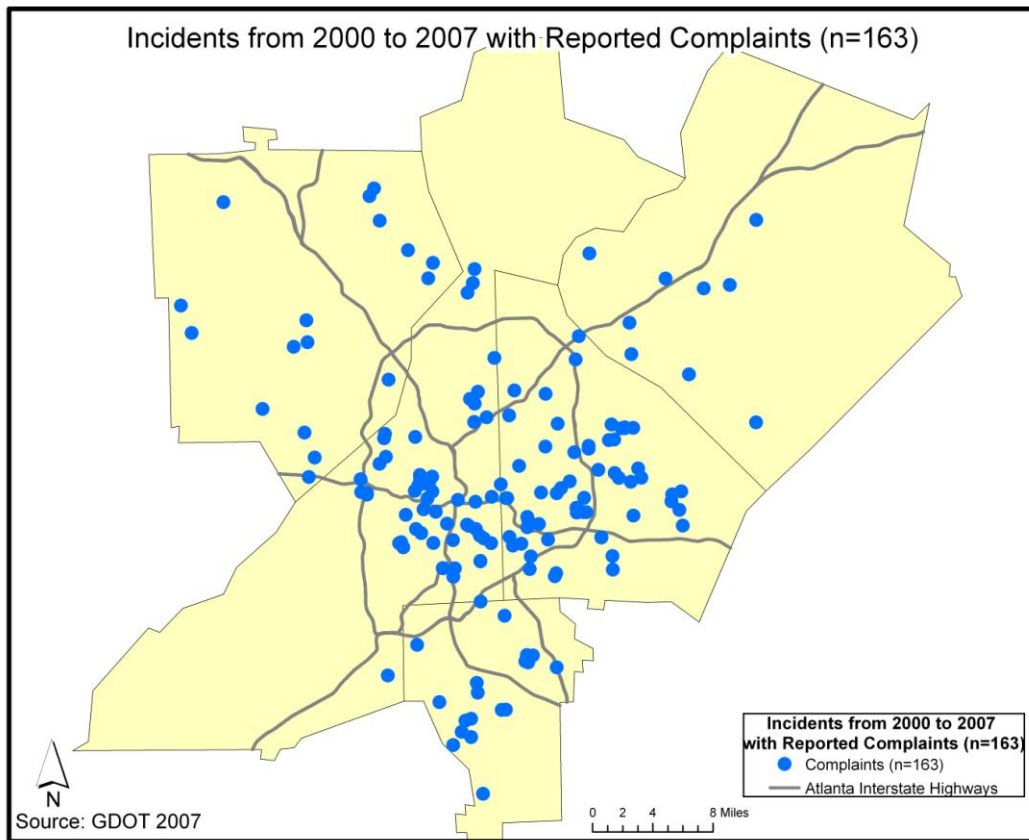 Incidents from 2000 to 2007 with Reported Complaints (n=163)
Incidents from 2000 to 2007
with Reported Complaints (n=163)
Complaints (n=163)
Atlanta Interstate Highways
N
Source: GDOT 2007
0 2 4 8 Miles